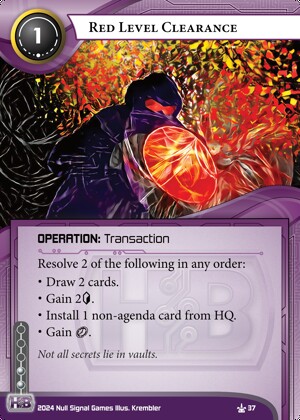 1
RED LEVEL CLEARANCE
OPERATION: Transaction
Resolve 2 of the following in any order:
• Draw 2 cards.
• Gain 2.
• Install 1 non-agenda card from HQ.
• Gain .
Not all secrets lie in vaults.
HB
2024 Null Signal Games Illus. Krembler
37